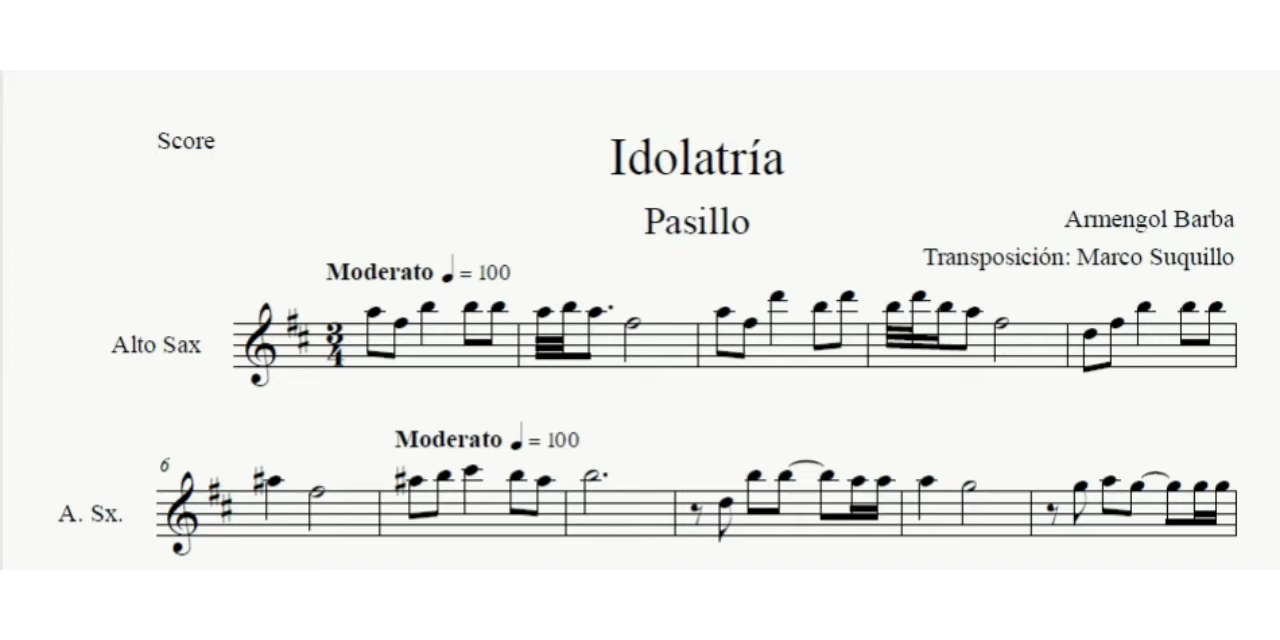 Score
Idolatría
Pasillo
Armengol Barba
Transposición: Marco Suquillo
Moderato ♩ = 100
Alto Sax
3
4
Moderato ♩ = 100
6
A. Sx.